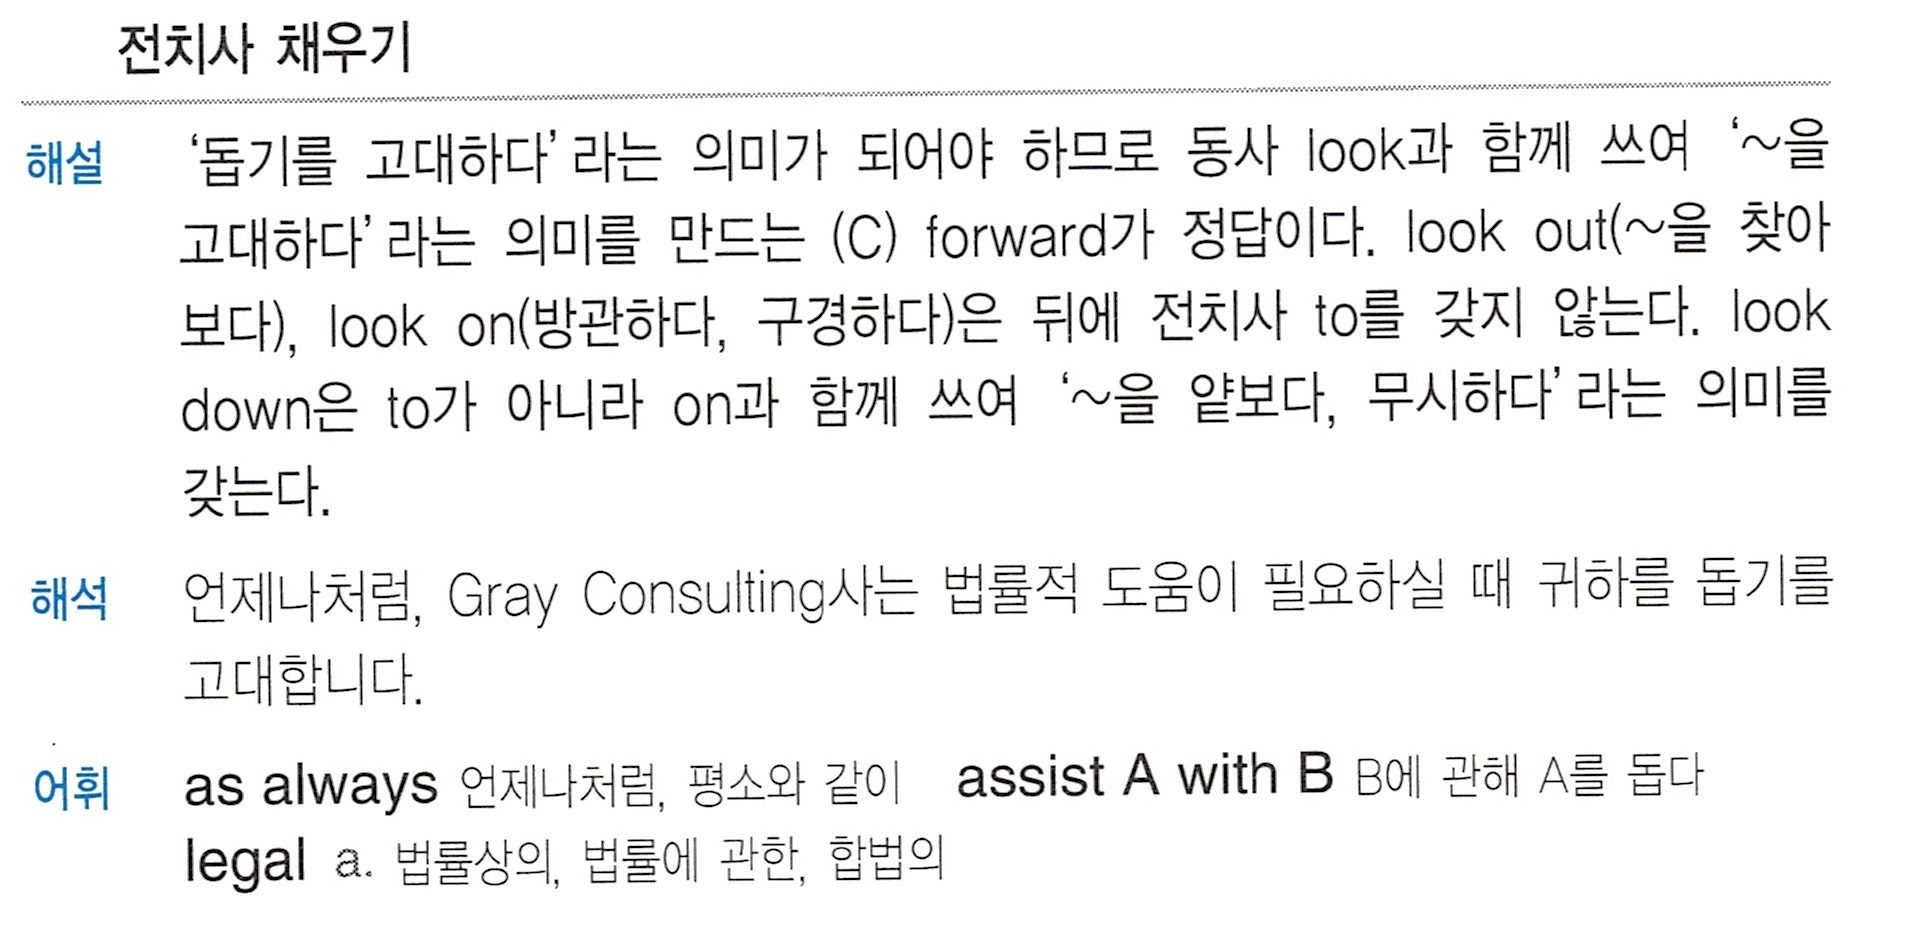 전치사 채우기
해설 '돕기를 고대하다'라는 의미가 되어야 하므로 동사 look과 함께 쓰여 '~을
고대하다'라는 의미를 만드는 (C) forward가 정답이다. look out(~을 찾아
보다), look on(방관하다, 구경하다)은 뒤에 전치사 to를 갖지 않는다. look
down은 to가 아니라 on과 함께 쓰여 '~을 얕보다, 무시하다'라는 의미를
갖는다.
해석 언제나처럼, Gray Consulting사는 법률적 도움이 필요하실 때 귀하를 돕기를
고대합니다.
어휘 as always 언제나처럼, 평소와 같이 assist A with B B에 관해 A를 돕다
legal a. 법률상의, 법률에 관한, 합법의